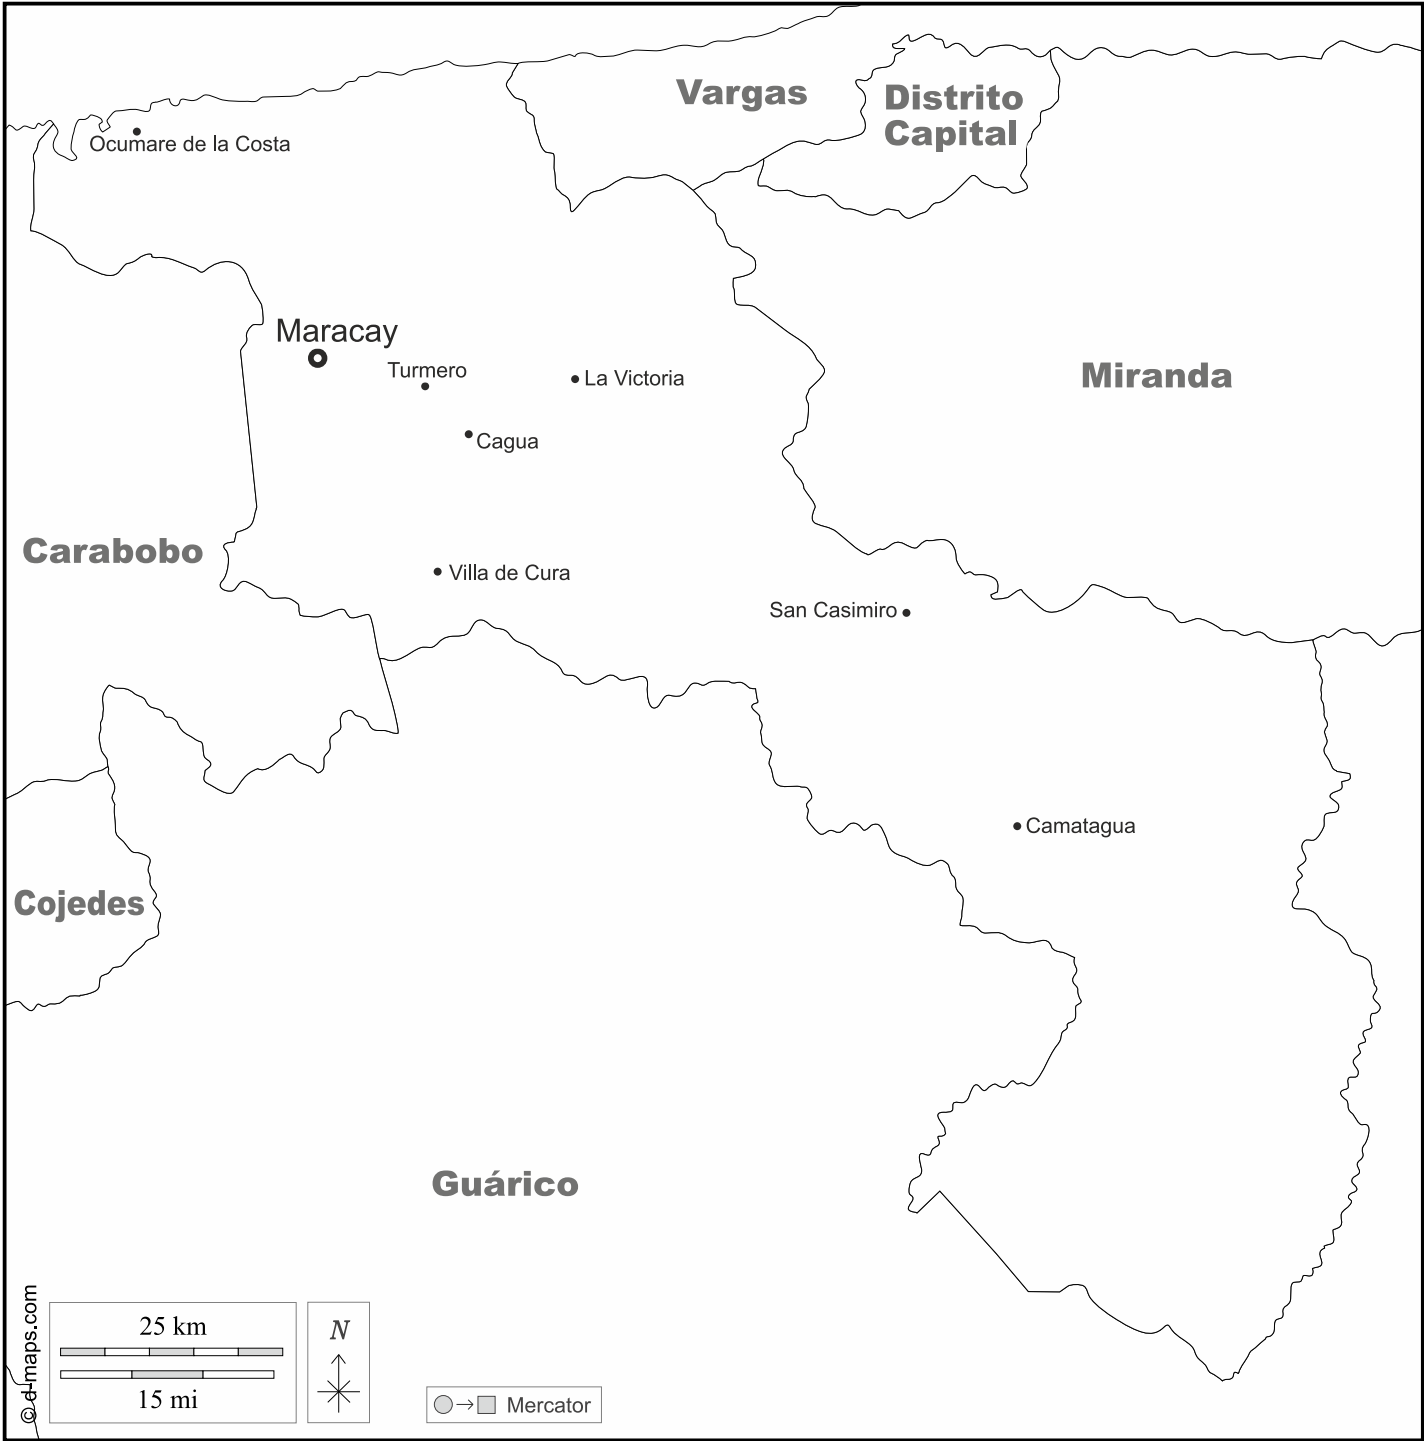 Vargas
Distrito
Capital
Ocumare de la Costa
Maracay
Turmero
La Victoria
Miranda
Cagua
Carabobo
Villa de Cura
San Casimiro
Camatagua
Cojedes
Guárico
© d-maps.com
25 km
15 mi
N
Mercator